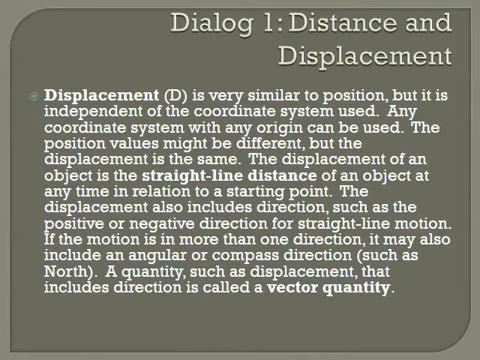 Dialog 1: Distance and
Displacement
Displacement (D) is very similar to position, but it is
independent of the coordinate system used.  Any
coordinate system with any origin can be used.  The
position values might be different, but the
displacement is the same.  The displacement of an
object is the straight-line distance of an object at
any time in relation to a starting point.  The
displacement also includes direction, such as the
positive or negative direction for straight-line motion.
If the motion is in more than one direction, it may also
include an angular or compass direction (such as
North).  A quantity, such as displacement, that
includes direction is called a vector quantity.